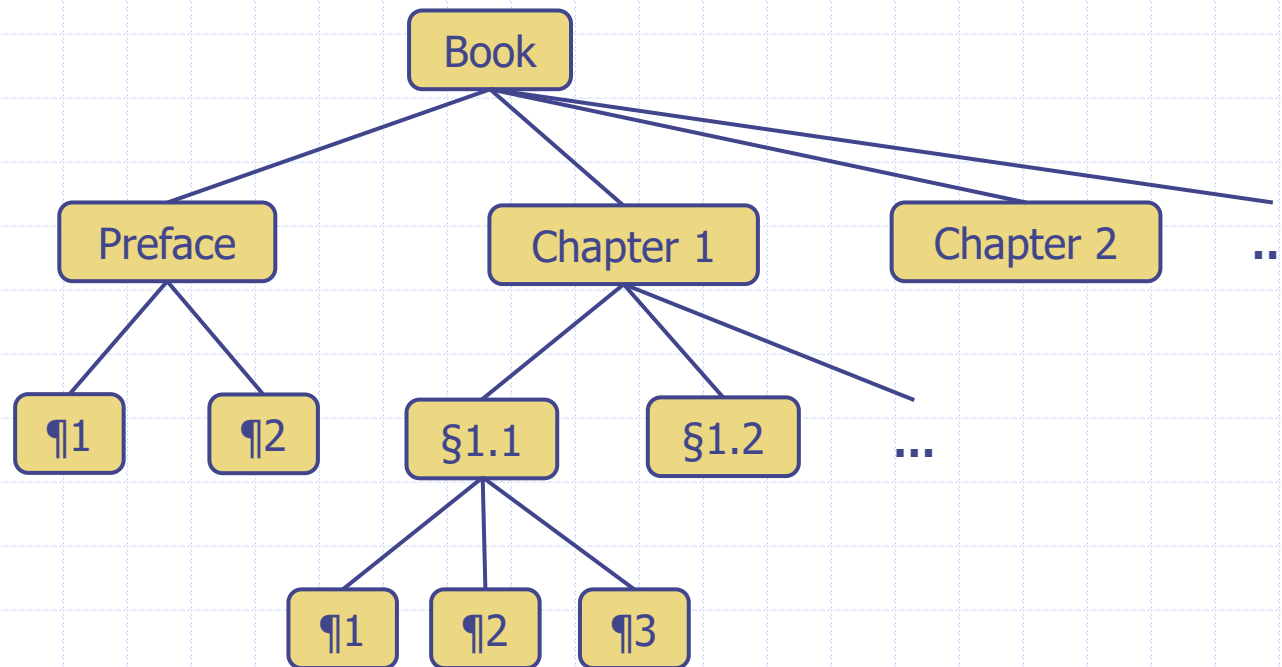 Book
Preface
Chapter 1
Chapter 2
...
¶1
¶2
§1.1
§1.2
...
¶1
¶2
¶3